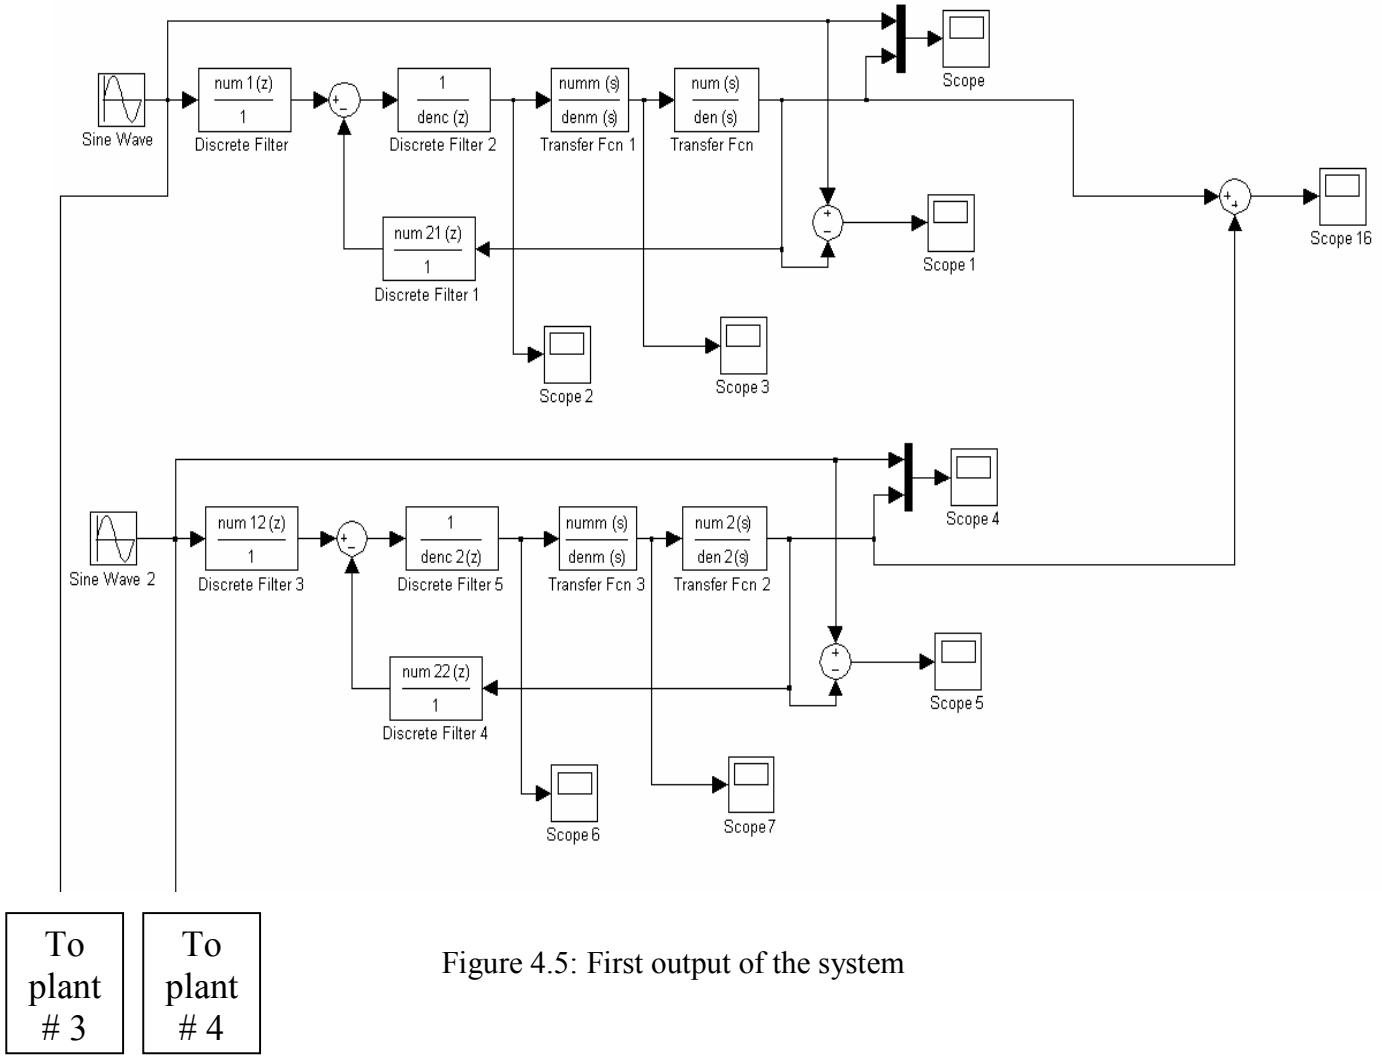 Scope
num 1(z)
1
Discrete Filter
Sine Wave
+
−
1
denc (z)
Discrete Filter 2
numm (s)
denm (s)
Transfer Fcn 1
num (s)
den (s)
Transfer Fcn
+
−
Scope 1
+
+
Scope 16
num 21 (z)
1
Discrete Filter 1
Scope 2
Scope 3
Scope 4
Sine Wave 2
num 12 (z)
1
Discrete Filter 3
+
−
1
denc 2(z)
Discrete Filter 5
numm (s)
denm (s)
Transfer Fcn 3
num 2(s)
den 2(s)
Transfer Fcn 2
+
−
Scope 5
num 22 (z)
1
Discrete Filter 4
Scope 6
Scope7
To
plant
# 3
To
plant
# 4
Figure 4.5: First output of the system